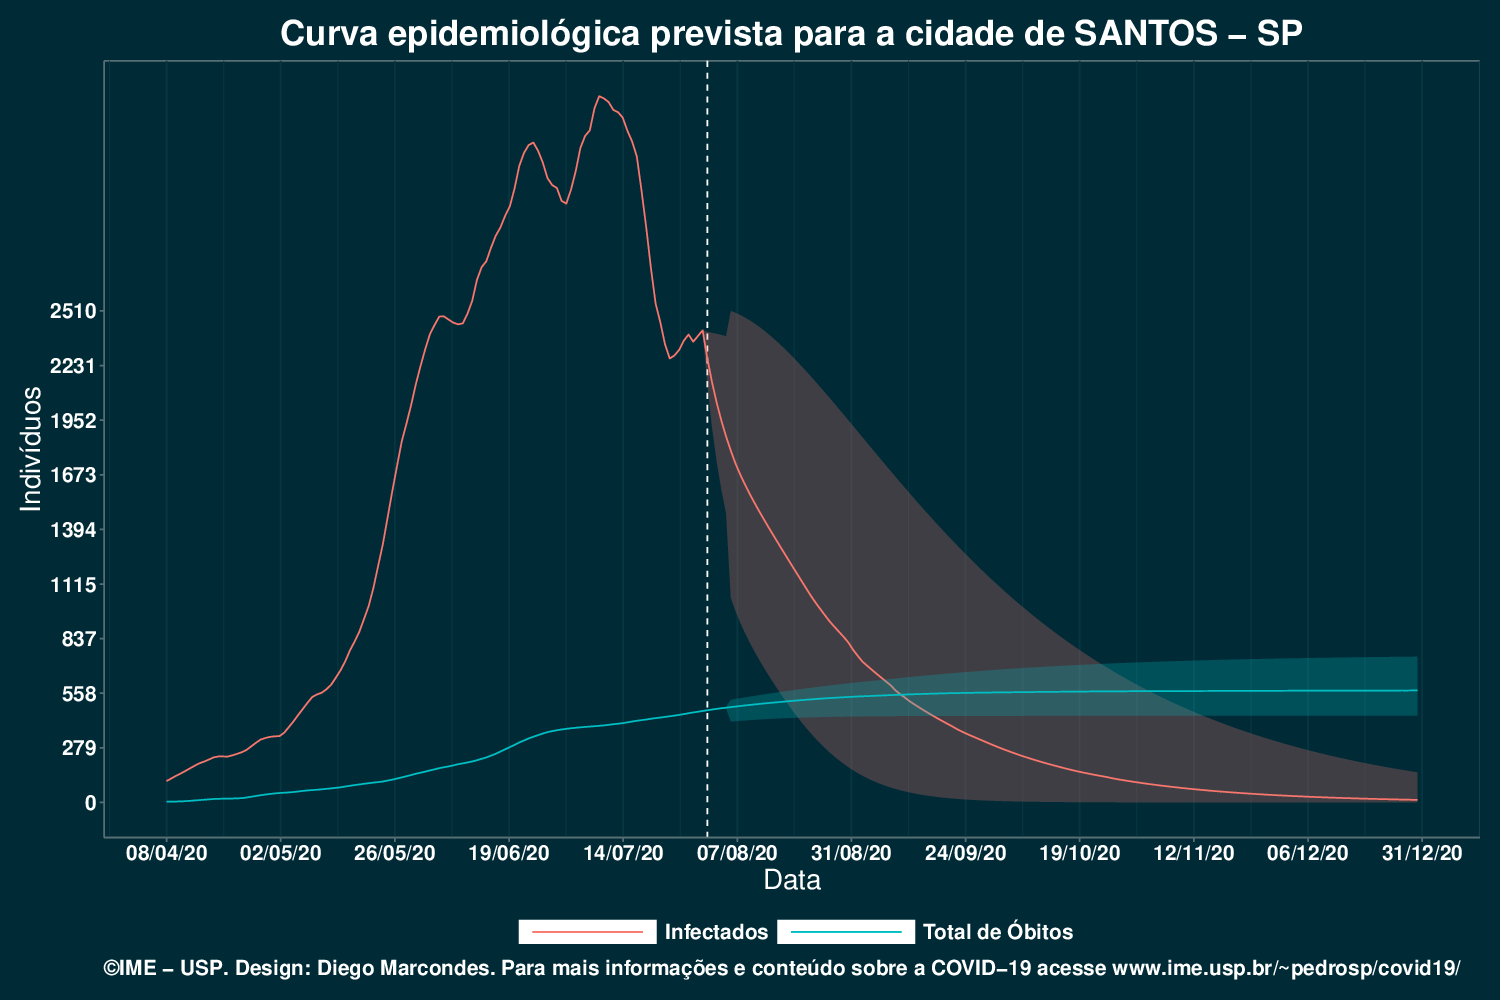 Curva epidemiológica prevista para a cidade de SANTOS – SP
Indivíduos
2510
2231
1952
1673
1394
1115
837
558
279
0
08/04/20 02/05/20 26/05/20 19/06/20 14/07/20 07/08/20 31/08/20 24/09/20 19/10/20 12/11/20 06/12/20 31/12/20
Data
Infectados Total de Óbitos
©IME – USP. Design: Diego Marcondes. Para mais informações e conteúdo sobre a COVID–19 acesse www.ime.usp.br/~pedrosp/covid19/